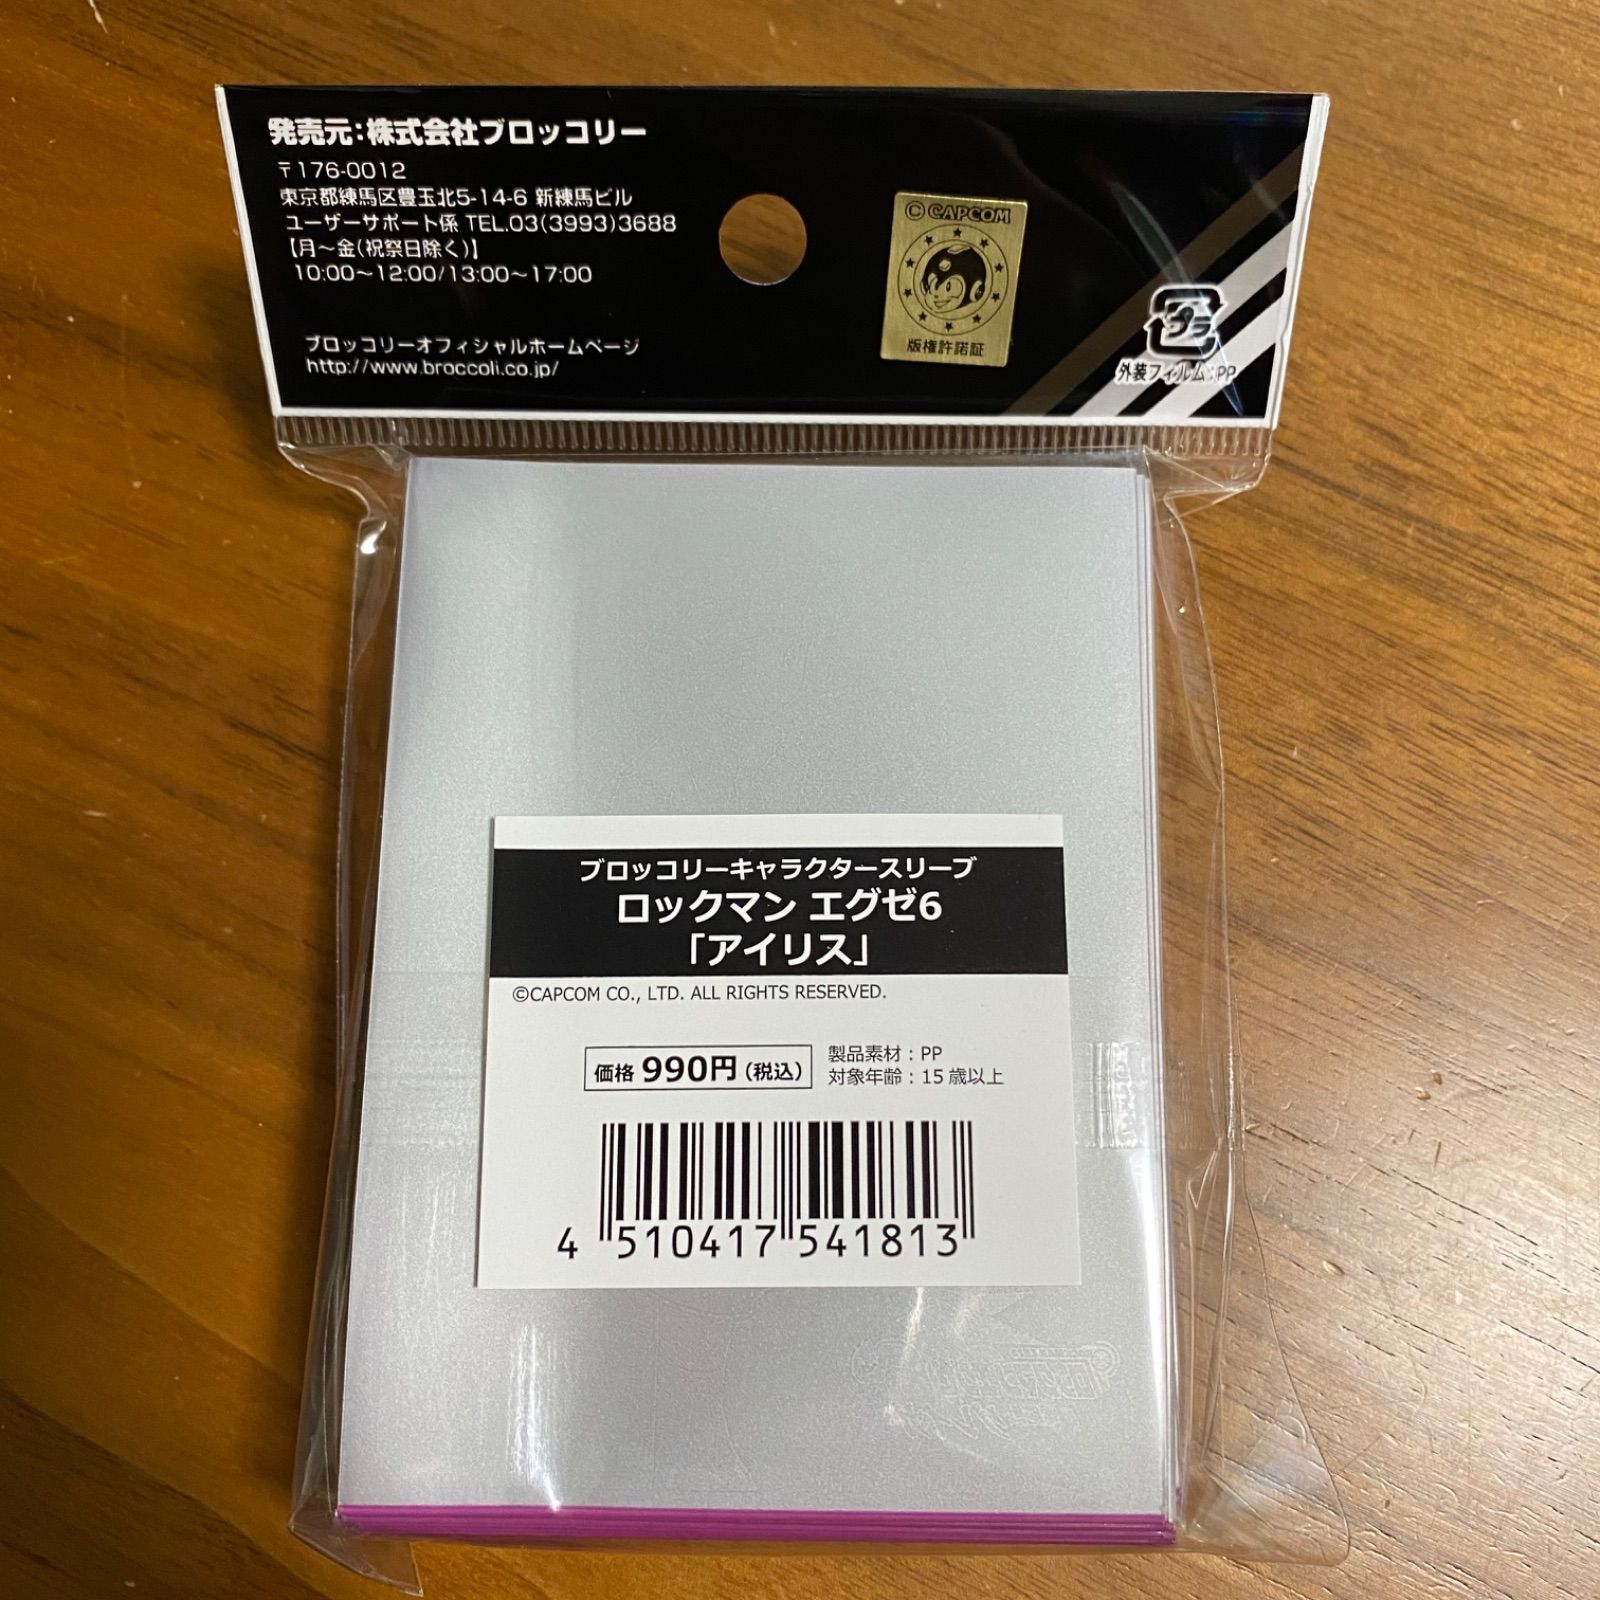 発売元:株式会社ブロッコリー
〒176-0012
東京都練馬区豊玉北5-14-6 新練馬ビル
ユーザーサポート係 TEL.03(3993)3688
【月〜金(祝祭日除く)】
10:00〜12:00/13:00〜17:00
ブロッコリーオフィシャルホームページ
http://www.broccoli.co.jp/
© CAPCOM
版権許諾証
プラ
外装フィルム:PP
ブロッコリーキャラクタースリーブ
ロックマン エグゼ6
「アイリス」
©CAPCOM CO., LTD. ALL RIGHTS RESERVED.
価格 990円(税込)
製品素材:PP
対象年齢:15歳以上
4 510417 541813